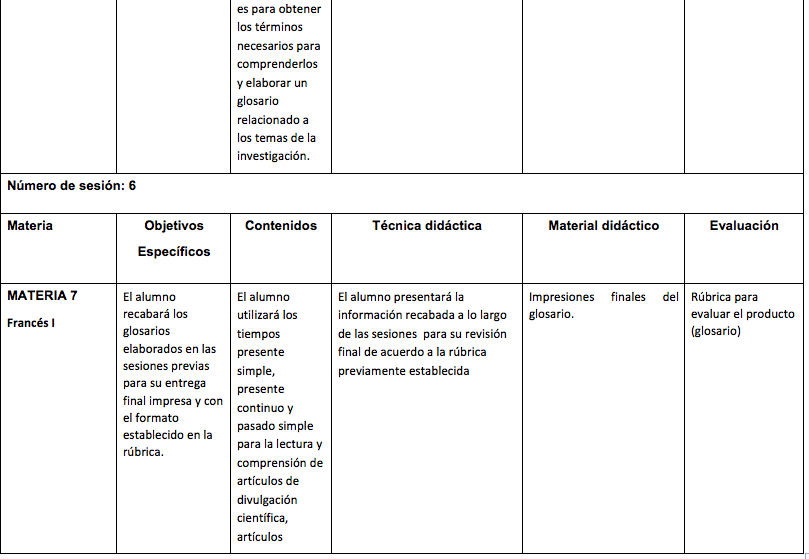 es para obtener
los términos
necesarios para
comprenderlos
y elaborar un
glosario
relacionado a
los temas de la
investigación.
Número de sesión: 6
Materia
Objetivos
Específicos
Contenidos
Técnica didáctica
Material didáctico
Evaluación
MATERIA 7
Francés I
El alumno
recabará los
glosarios
elaborados en las
sesiones previas
para su entrega
final impresa y con
el formato
establecido en la
rúbrica.
El alumno
utilizará los
tiempos
presente
simple,
presente
continuo y
pasado simple
para la lectura y
comprensión de
artículos de
divulgación
científica,
artículos
El alumno presentará la
información recabada a lo largo
de las sesiones para su revisión
final de acuerdo a la rúbrica
previamente establecida
Impresiones finales del
glosario.
Rúbrica para
evaluar el producto
(glosario)